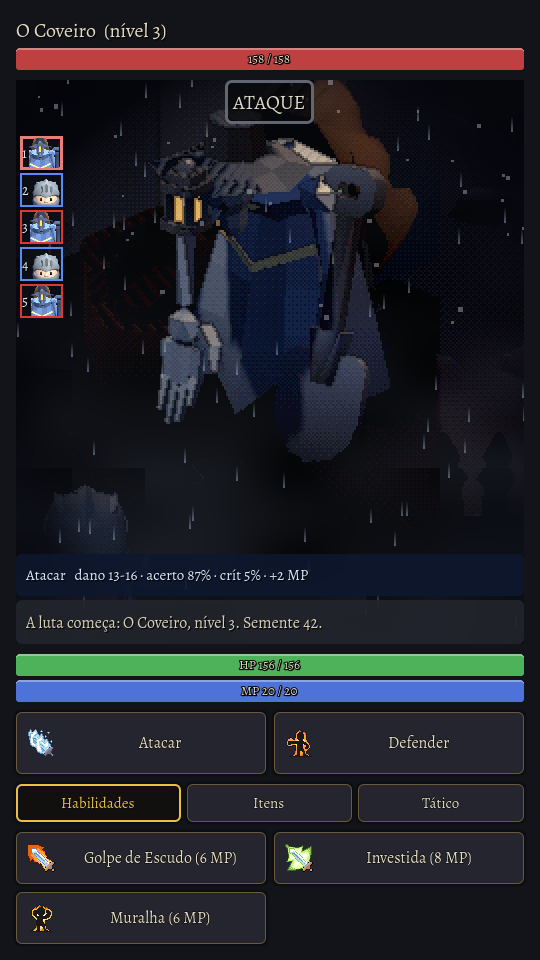 O Coveiro (nível 3)
158 / 158
ATAQUE
1
2
3
4
5
Atacar dano 13-16 · acerto 87% · crít 5% · +2 MP
A luta começa: O Coveiro, nível 3. Semente 42.
HP 156 / 156
MP 20 / 20
Atacar
Defender
Habilidades
Itens
Tático
Golpe de Escudo (6 MP)
Investida (8 MP)
Muralha (6 MP)